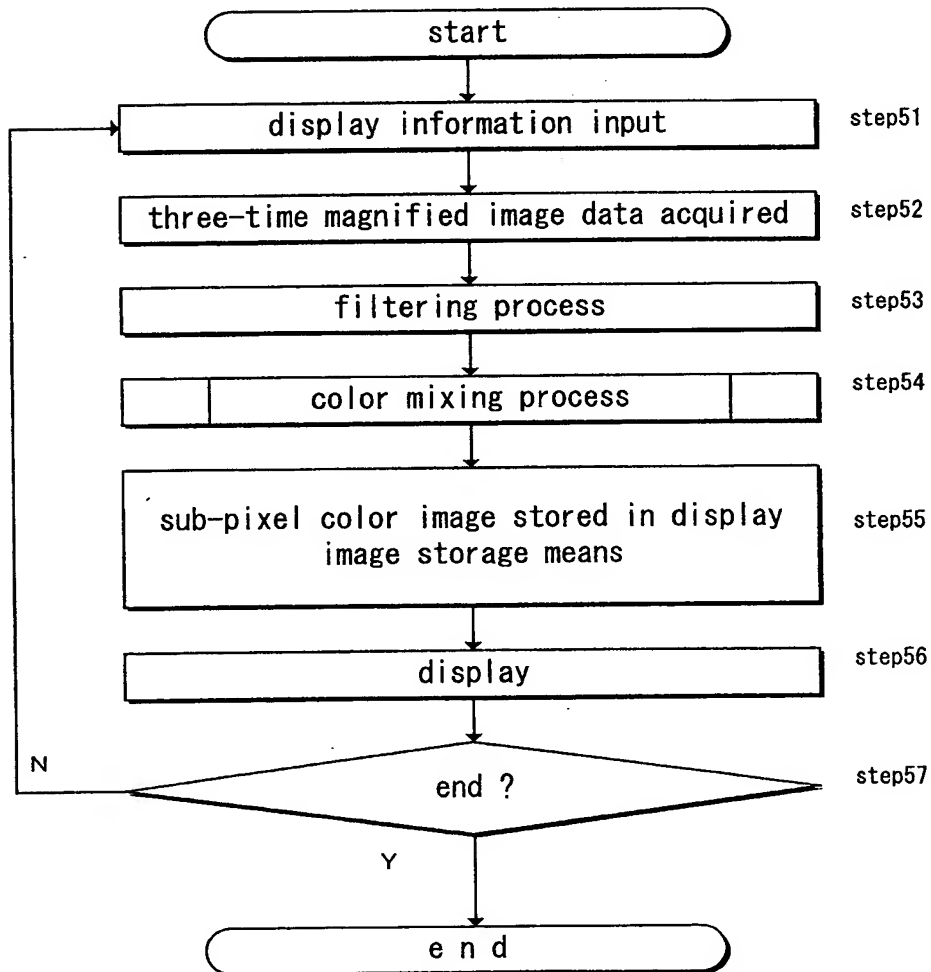 start
display information input step51
three-time magnified image data acquired step52
filtering process step53
color mixing process step54
sub-pixel color image stored in display
image storage means
step55
display step56
N
end ? step57
Y
e n d